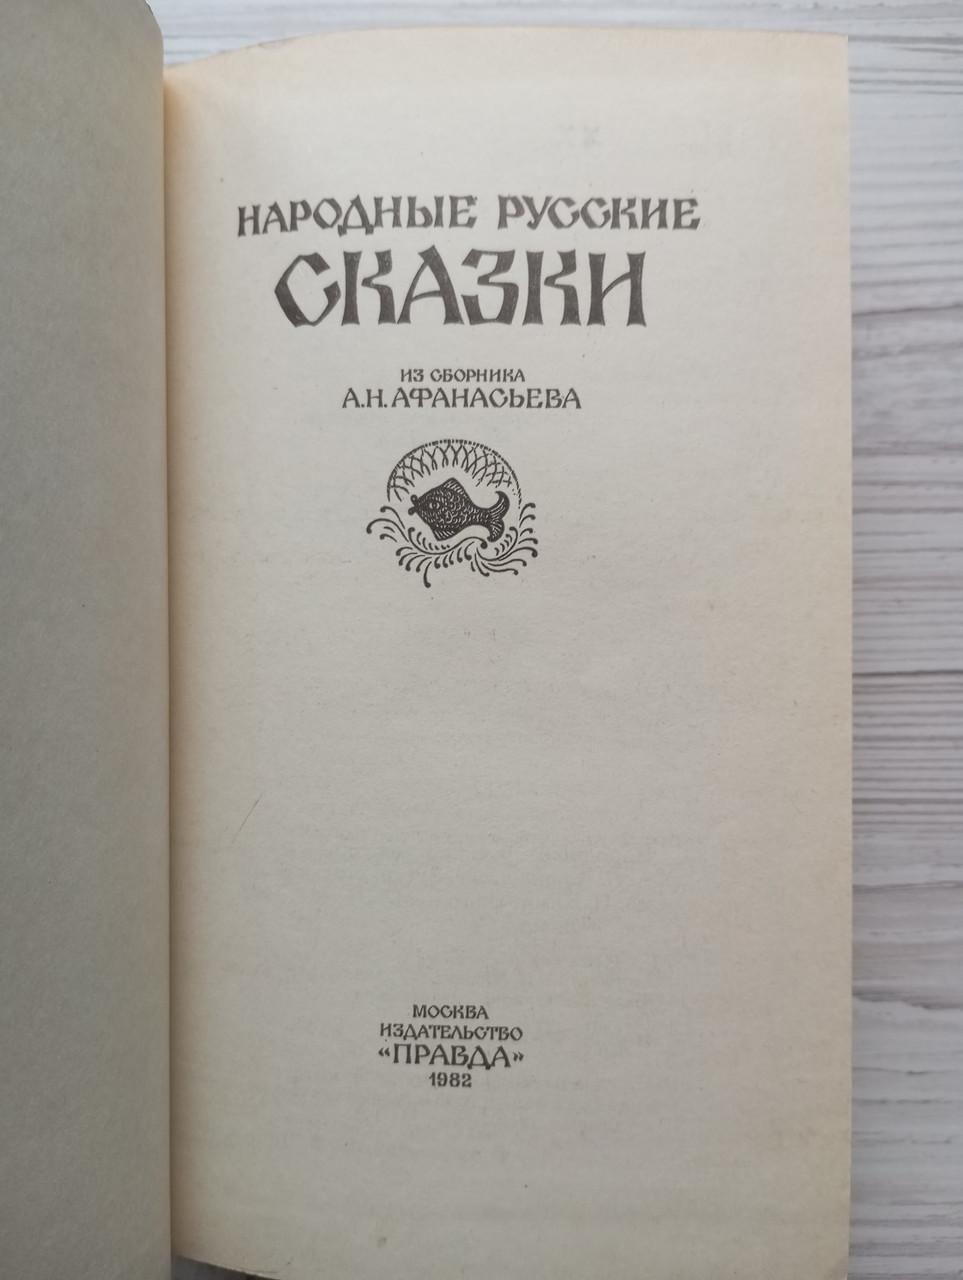 НАРОДНЫЕ РУССКИЕ
СКАЗКИ
ИЗ СБОРНИКА
А.Н.АФАНАСЬЕВА
МОСКВА
ИЗДАТЕЛЬСТВО
«ПРАВДА»
1982